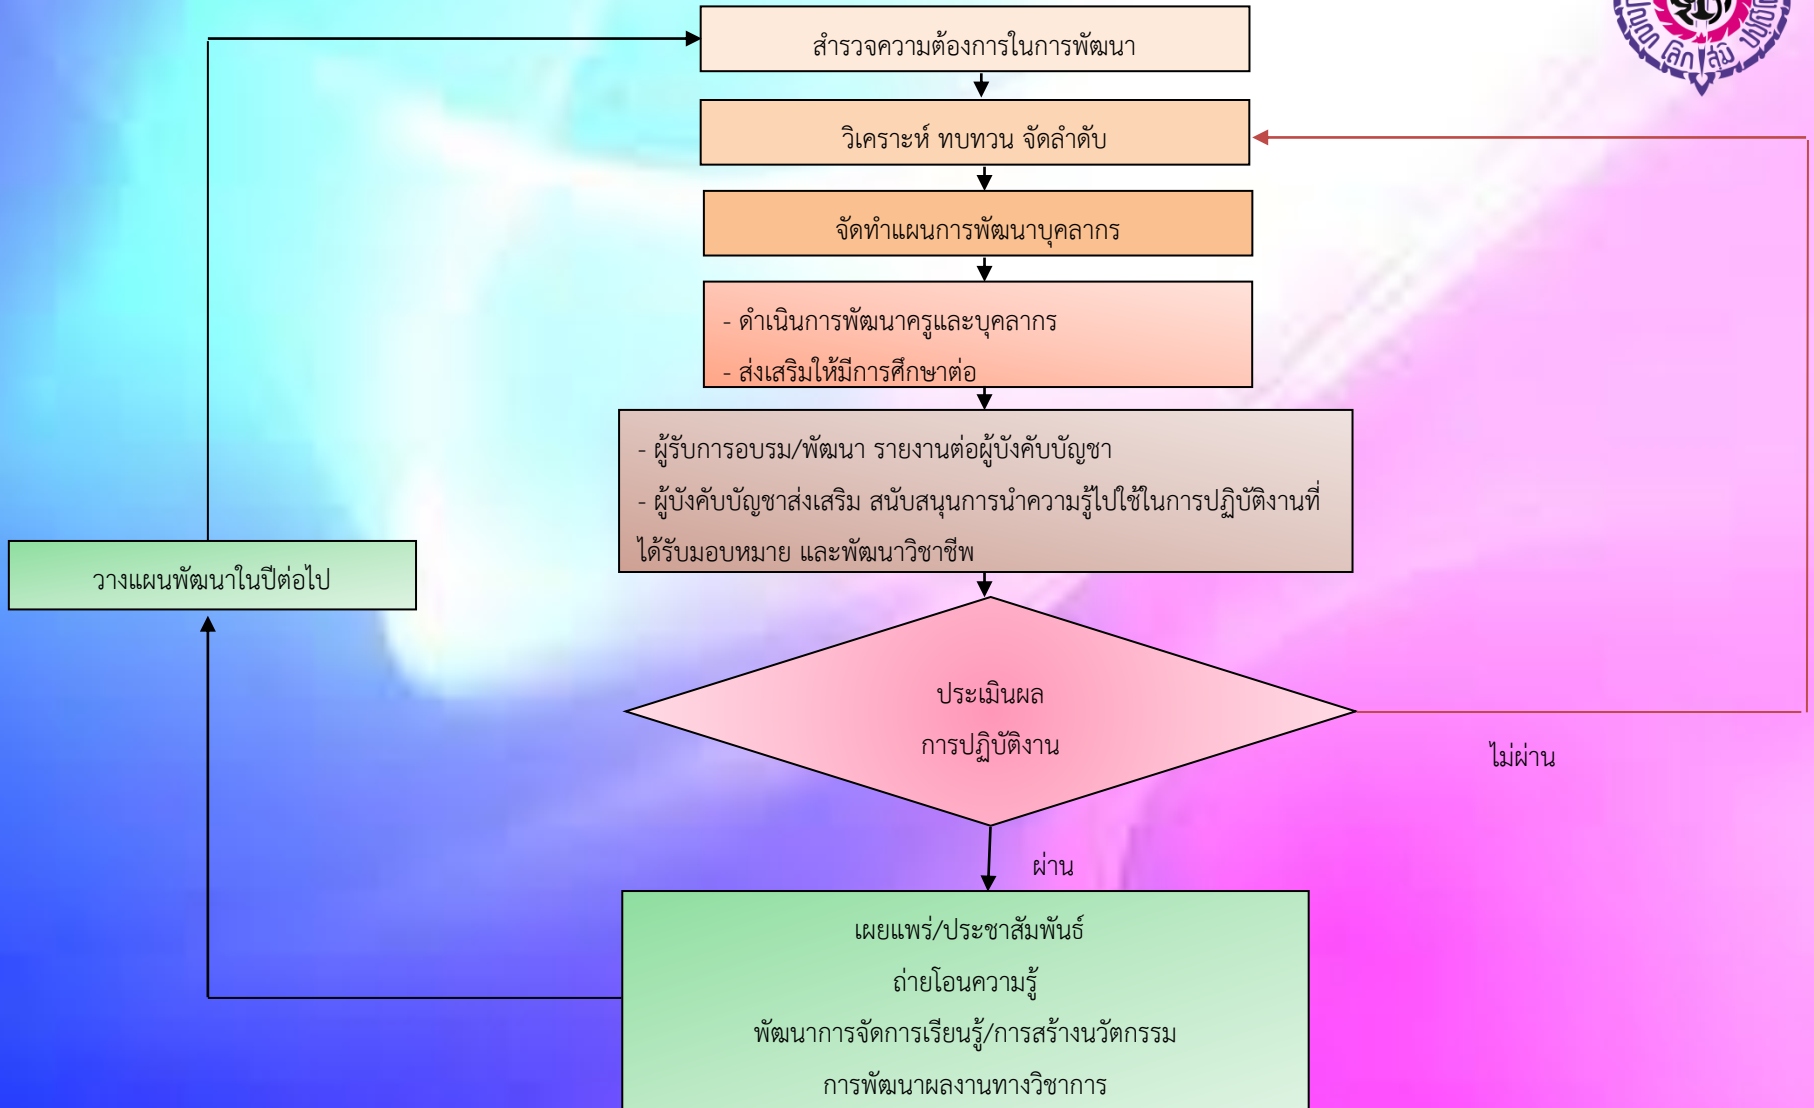 สำรวจความต้องการในการพัฒนา
วิเคราะห์ ทบทวน จัดลำดับ
จัดทำแผนการพัฒนาบุคลากร
- ดำเนินการพัฒนาครูและบุคลากร
- ส่งเสริมให้มีการศึกษาต่อ
- ผู้รับการอบรม/พัฒนา รายงานต่อผู้บังคับบัญชา
- ผู้บังคับบัญชาส่งเสริม สนับสนุนการนำความรู้ไปใช้ในการปฏิบัติงานที่
ได้รับมอบหมาย และพัฒนาวิชาชีพ
วางแผนพัฒนาในปีต่อไป
ประเมินผล
การปฏิบัติงาน
ไม่ผ่าน
ผ่าน
เผยแพร่/ประชาสัมพันธ์
ถ่ายโอนความรู้
พัฒนาการจัดการเรียนรู้/การสร้างนวัตกรรม
การพัฒนาผลงานทางวิชาการ